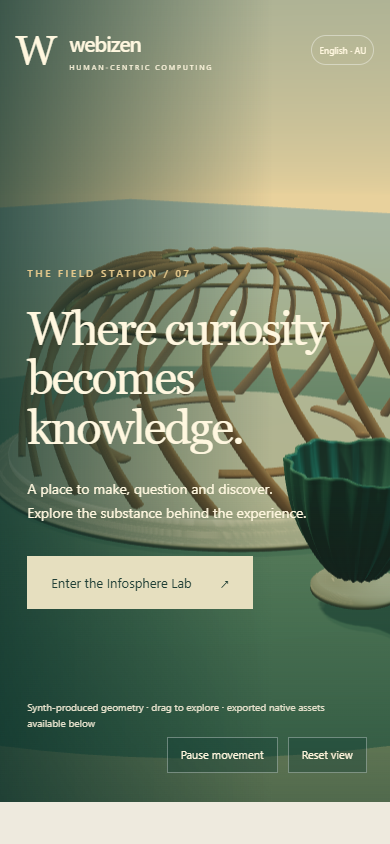 W webizen
HUMAN-CENTRIC COMPUTING
English · AU
THE FIELD STATION / 07
Where curiosity
becomes
knowledge.
A place to make, question and discover.
Explore the substance behind the experience.
Enter the Infosphere Lab ↗
Synth-produced geometry · drag to explore · exported native assets
available below
Pause movement
Reset view